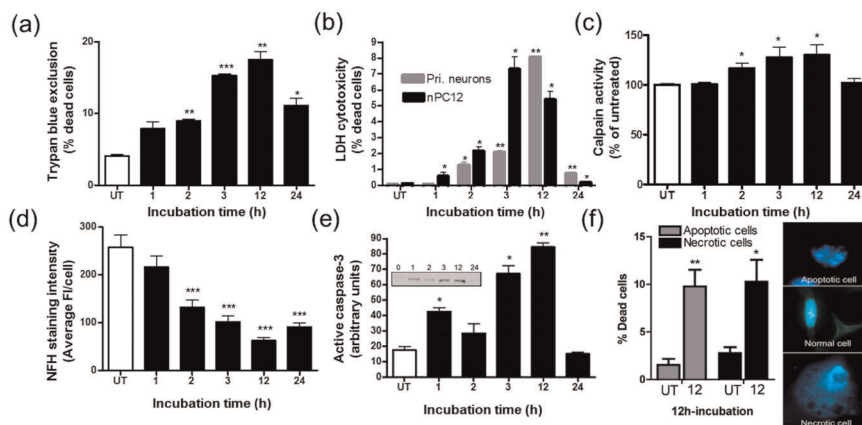 (a)
Trypan blue exclusion
(% dead cells)
20
15
10
5
0
** *** ** *
UT 1 2 3 12 24
Incubation time (h)
(b)
LDH cytotoxicity
(% dead cells)
9
8
7
6
5
4
3
2
1
0
Pri. neurons
nPC12
* * * ** * ** * ** *
UT 1 2 3 12 24
Incubation time (h)
(c)
Calpain activity
(% of untreated)
150
100
50
0
* * *
UT 1 2 3 12 24
Incubation time (h)
(d)
NFH staining intensity
(Average FI/cell)
300
200
100
0
*** *** *** ***
UT 1 2 3 12 24
Incubation time (h)
(e)
Active caspase-3
(arbitrary units)
90
80
70
60
50
40
30
20
10
0
0 1 2 3 12 24
* * **
UT 1 2 3 12 24
Incubation time (h)
(f)
% Dead cells
15
10
5
0
Apoptotic cells
Necrotic cells
** *
UT 12 UT 12
12h-incubation
Apoptotic cell
Normal cell
Necrotic cell